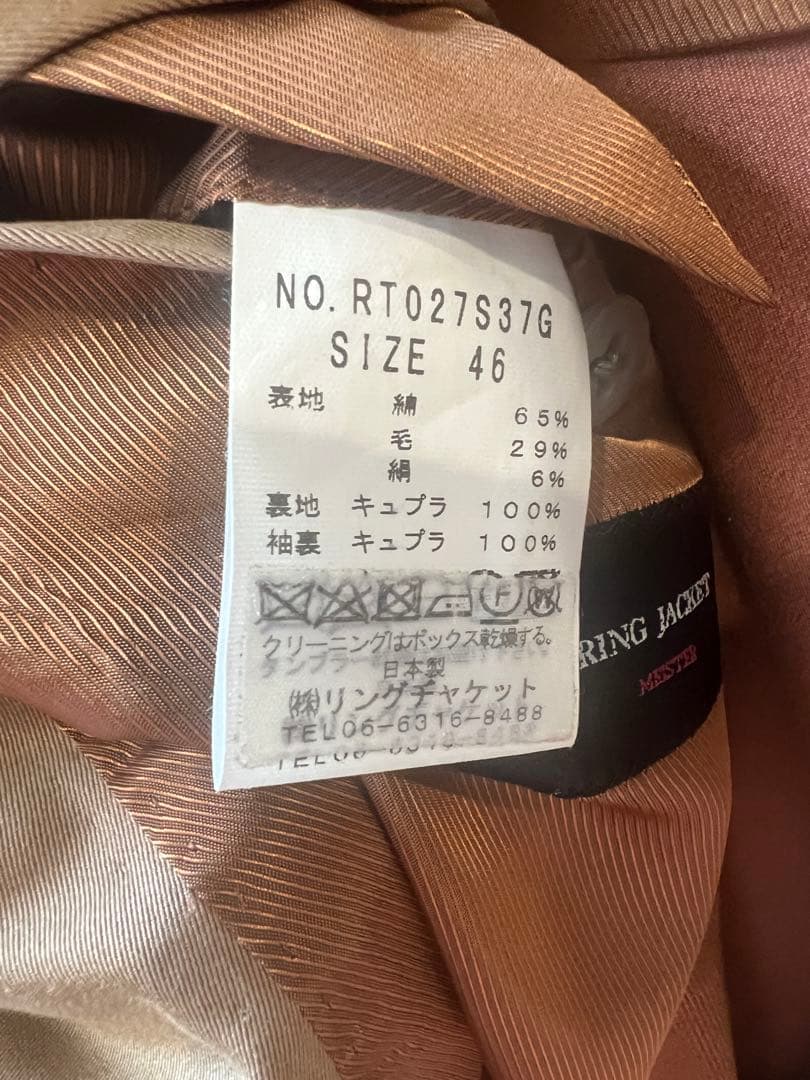 NO.RT027S37G
SIZE 46
表地 綿 65%
毛 29%
絹 6%
裏地 キュプラ 100%
袖裏 キュプラ 100%
F W
クリーニングはボックス乾燥する。
日本製
(株)リングヂャケット
TEL06-6316-8488
RING JACKET
MEISTER